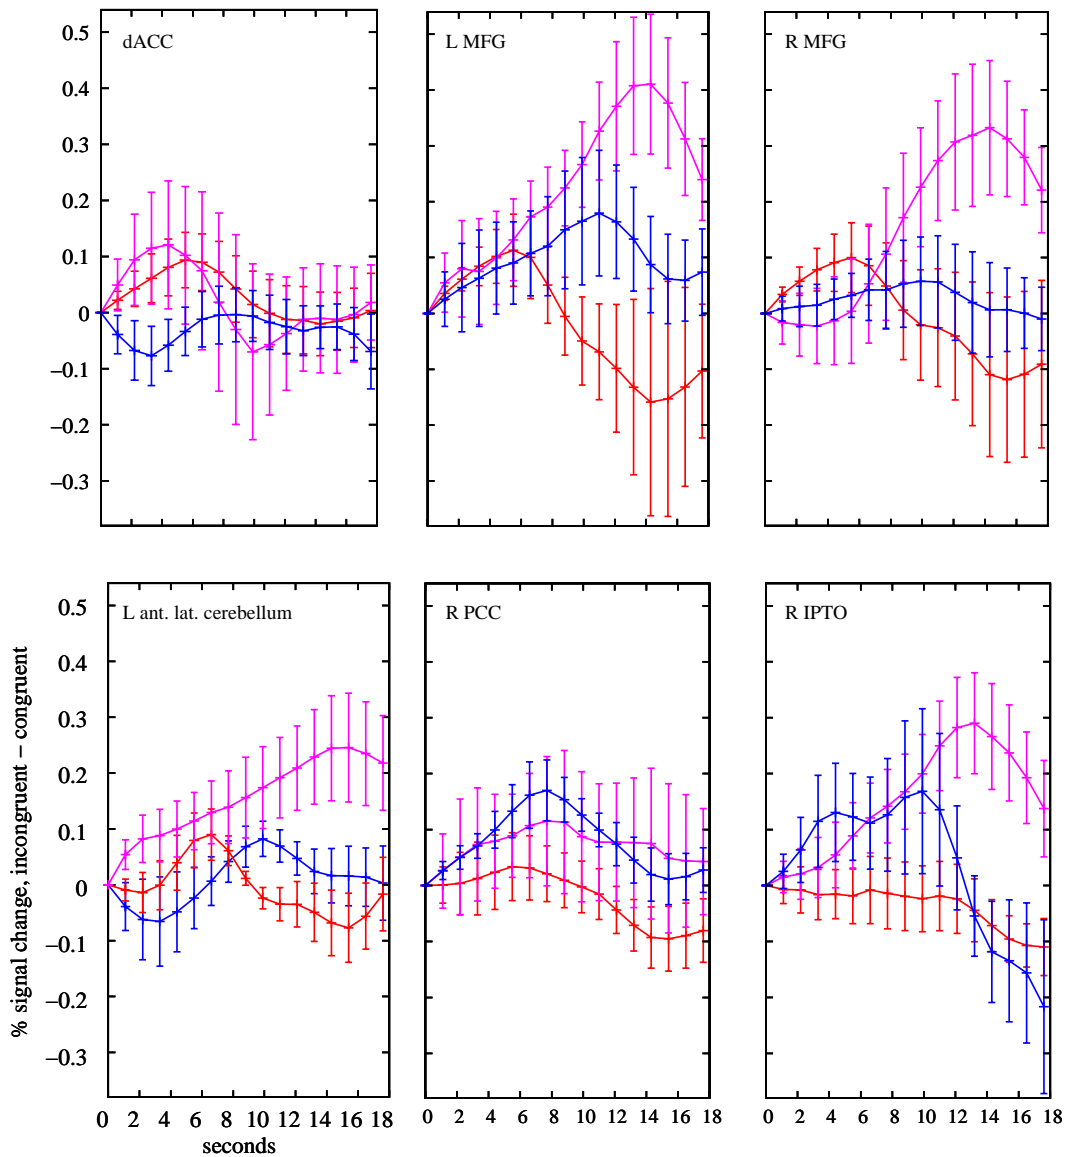 dACC
L MFG
R MFG
0.5
0.4
0.3
0.2
0.1
0
−0.1
−0.2
−0.3
L ant. lat. cerebellum
R PCC
R IPTO
0.5
0.4
0.3
0.2
0.1
0
−0.1
−0.2
−0.3
% signal change, incongruent − congruent
0 2 4 6 8 10 12 14 16 18
0 2 4 6 8 10 12 14 16 18
0 2 4 6 8 10 12 14 16 18
seconds